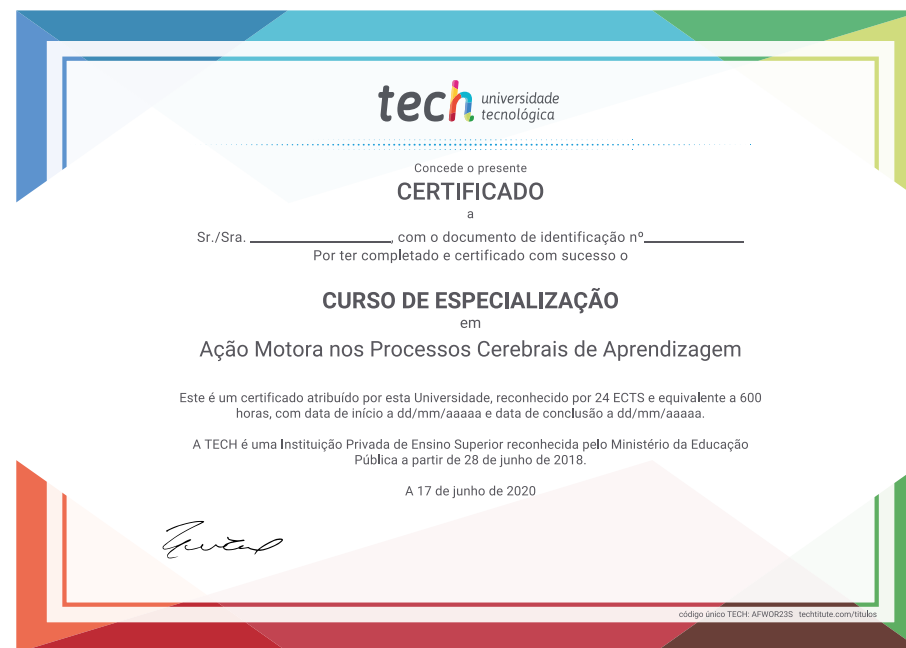 tech universidade
tecnológica
Concede o presente
CERTIFICADO
a
Sr./Sra. ____________, com o documento de identificação nº____________
Por ter completado e certificado com sucesso o
CURSO DE ESPECIALIZAÇÃO
em
Ação Motora nos Processos Cerebrais de Aprendizagem
Este é um certificado atribuído por esta Universidade, reconhecido por 24 ECTS e equivalente a 600
horas, com data de início a dd/mm/aaaaa e data de conclusão a dd/mm/aaaaa.
A TECH é uma Instituição Privada de Ensino Superior reconhecida pelo Ministério da Educação
Pública a partir de 28 de junho de 2018.
A 17 de junho de 2020
código único TECH: AFWOR23S techtitute.com/titulos